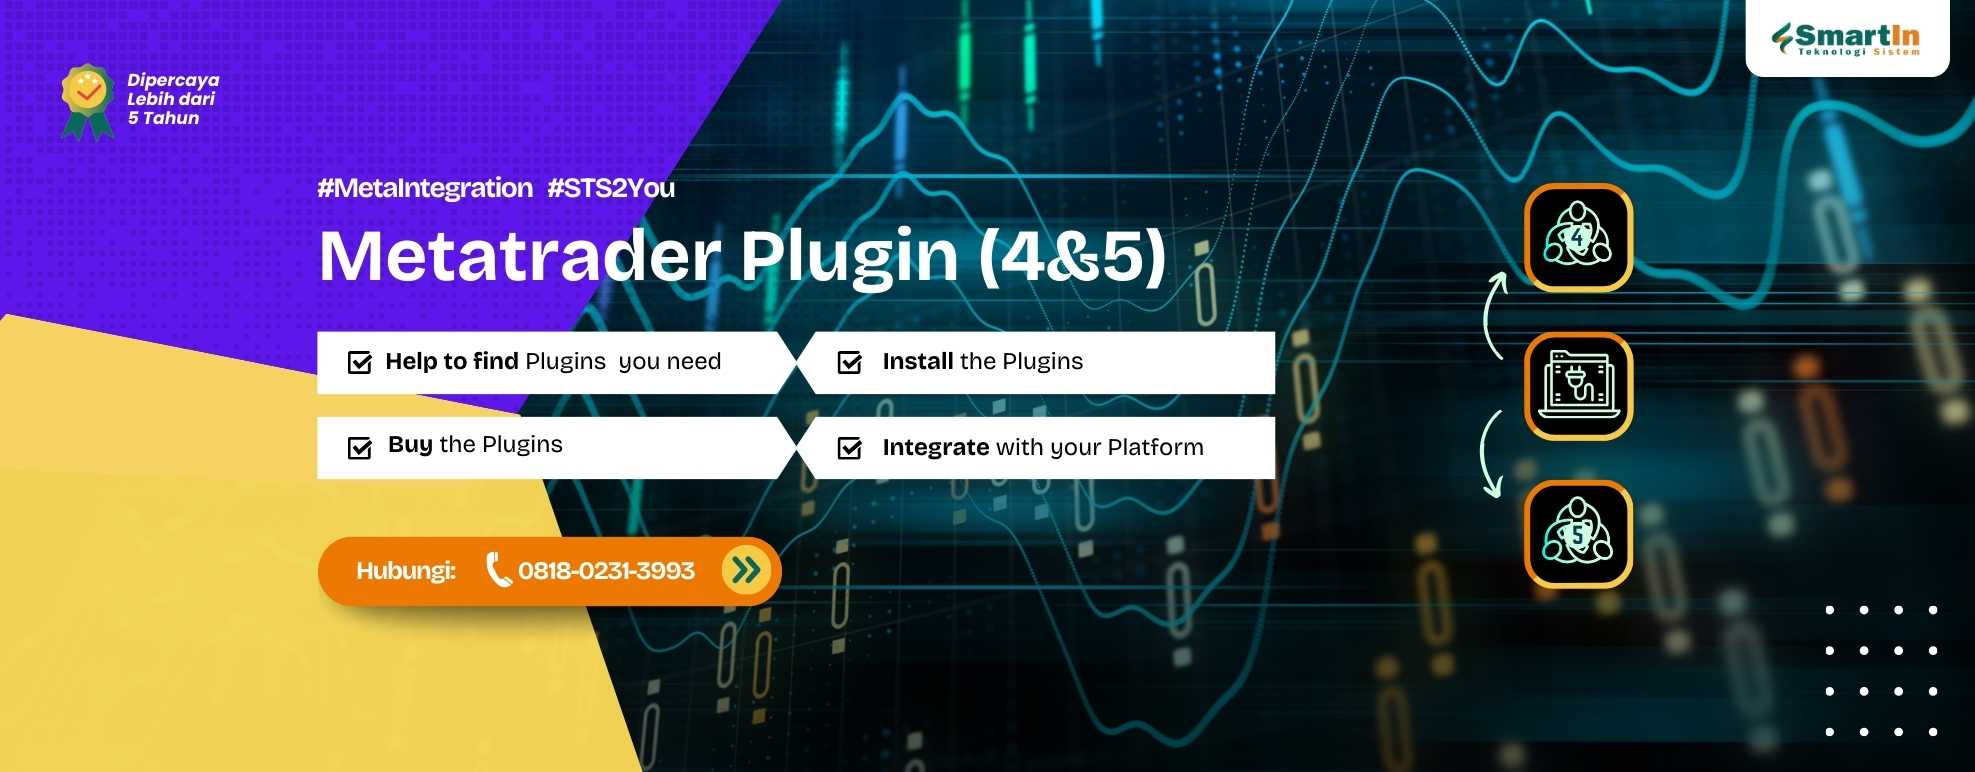 Dipercaya
Lebih dari
5 Tahun
SmartIn
Teknologi Sistem
#MetaIntegration #STS2You
Metatrader Plugin (4&5)
Help to find Plugins you need
Install the Plugins
Buy the Plugins
Integrate with your Platform
Hubungi: 0818-0231-3993
4
5